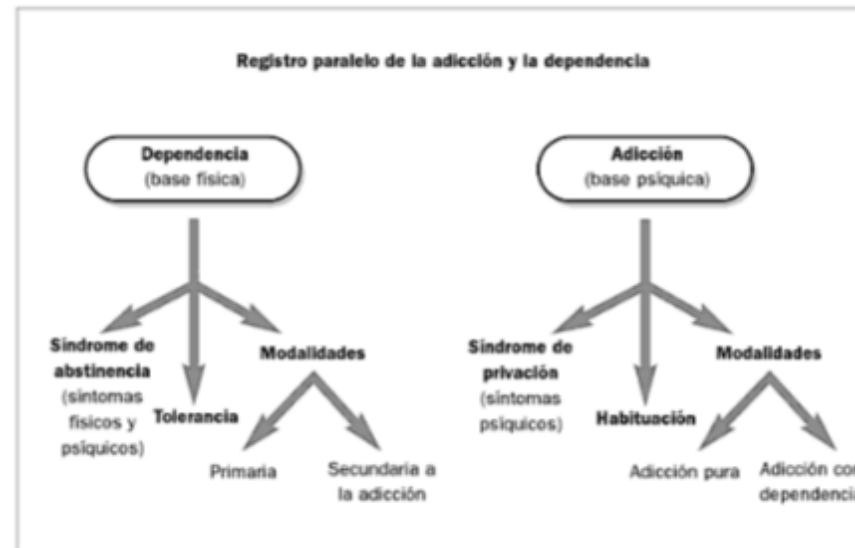 Registro paralelo de la adicción y la dependencia
Dependencia
(base física)
Adicción
(base psíquica)
Síndrome de
abstinencia
(síntomas
físicos y
psíquicos)
Tolerancia
Modalidades
Primaria
Secundaria a
la adicción
Síndrome de
privación
(síntomas
psíquicos)
Habituación
Modalidades
Adicción pura
Adicción con
dependencia